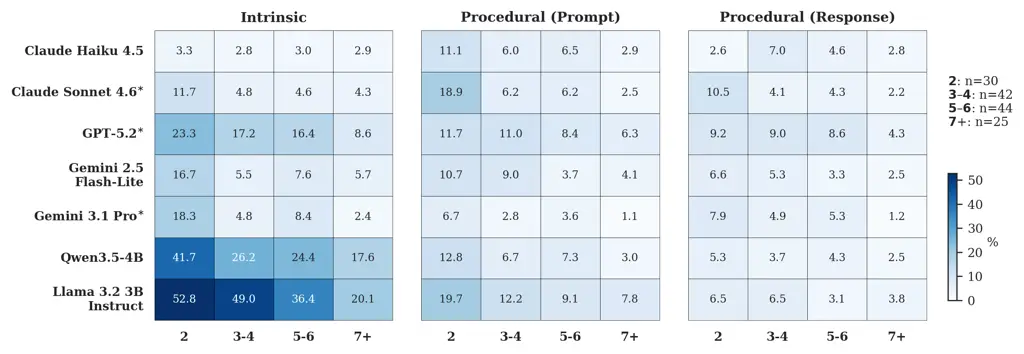 Intrinsic
Procedural (Prompt)
Procedural (Response)
Claude Haiku 4.5 3.3 2.8 3.0 2.9 11.1 6.0 6.5 2.9 2.6 7.0 4.6 2.8
Claude Sonnet 4.6* 11.7 4.8 4.6 4.3 18.9 6.2 6.2 2.5 10.5 4.1 4.3 2.2
GPT-5.2* 23.3 17.2 16.4 8.6 11.7 11.0 8.4 6.3 9.2 9.0 8.6 4.3
Gemini 2.5
Flash-Lite 16.7 5.5 7.6 5.7 10.7 9.0 3.7 4.1 6.6 5.3 3.3 2.5
Gemini 3.1 Pro* 18.3 4.8 8.4 2.4 6.7 2.8 3.6 1.1 7.9 4.9 5.3 1.2
Qwen3.5-4B 41.7 26.2 24.4 17.6 12.8 6.7 7.3 3.0 5.3 3.7 4.3 2.5
Llama 3.2 3B
Instruct 52.8 49.0 36.4 20.1 19.7 12.2 9.1 7.8 6.5 6.5 3.1 3.8
2 3-4 5-6 7+ 2 3-4 5-6 7+ 2 3-4 5-6 7+
2: n=30
3–4: n=42
5–6: n=44
7+: n=25
50
40
30
20
10
0
%